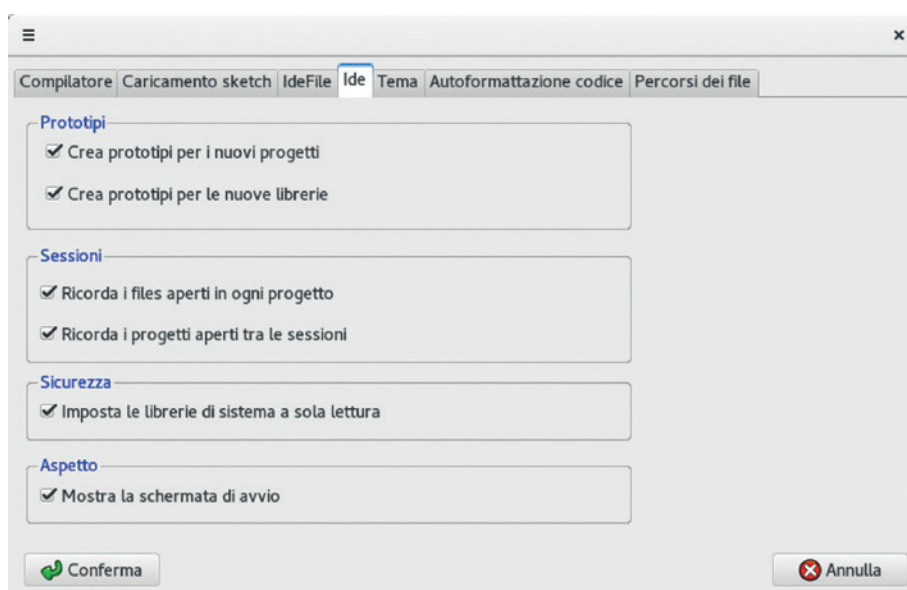 Compilatore Caricamento sketch IdeFile Ide Tema Autoformattazione codice Percorsi dei file
Prototipi
Crea prototipi per i nuovi progetti
Crea prototipi per le nuove librerie
Sessioni
Ricorda i files aperti in ogni progetto
Ricorda i progetti aperti tra le sessioni
Sicurezza
Imposta le librerie di sistema a sola lettura
Aspetto
Mostra la schermata di avvio
Conferma Annulla